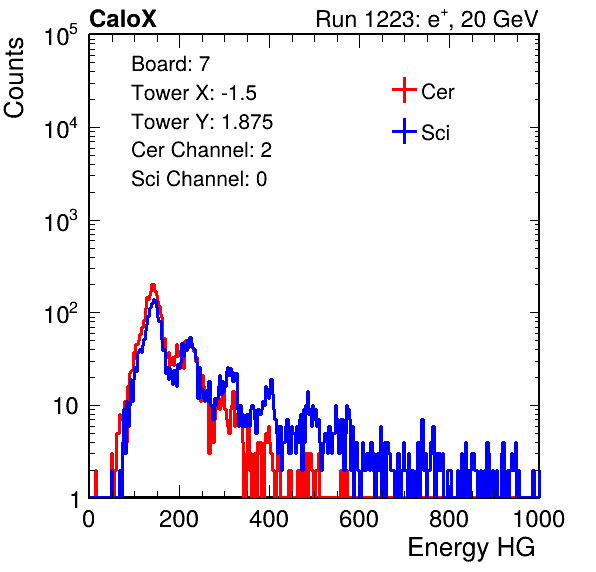 CaloX Run 1223: e⁺, 20 GeV
Board: 7
Tower X: -1.5
Tower Y: 1.875
Cer Channel: 2
Sci Channel: 0
Cer
Sci
Counts
10⁵
10⁴
10³
10²
10
1
0 200 400 600 800 1000
Energy HG